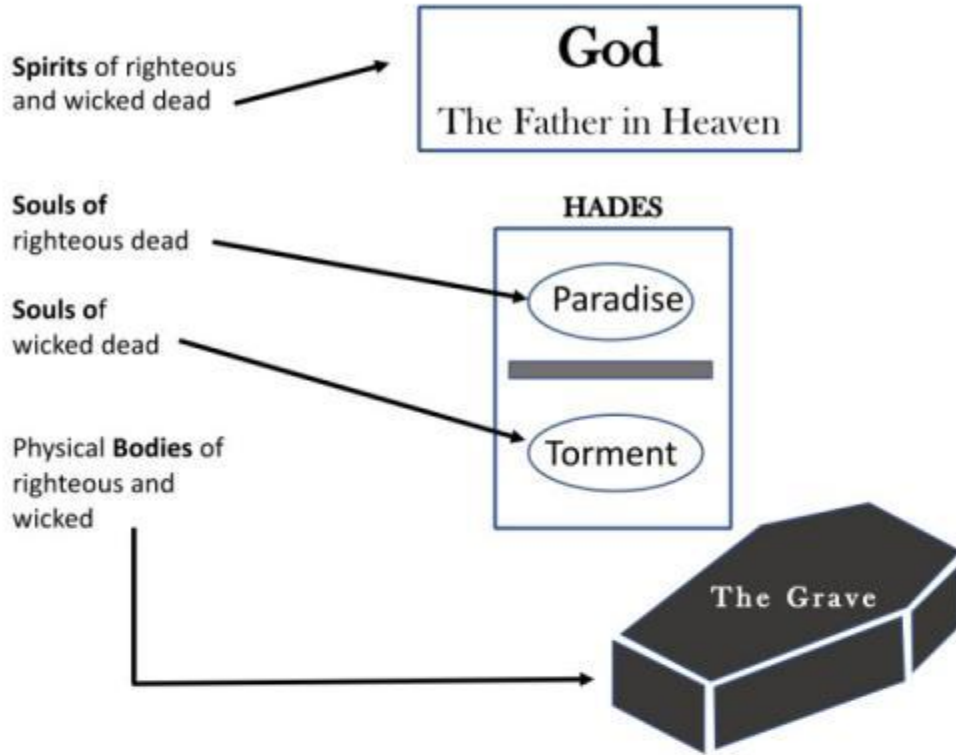 Spirits of righteous
and wicked dead
God
The Father in Heaven
Souls of
righteous dead
HADES
Paradise
Souls of
wicked dead
Torment
Physical Bodies of
righteous and
wicked
The Grave